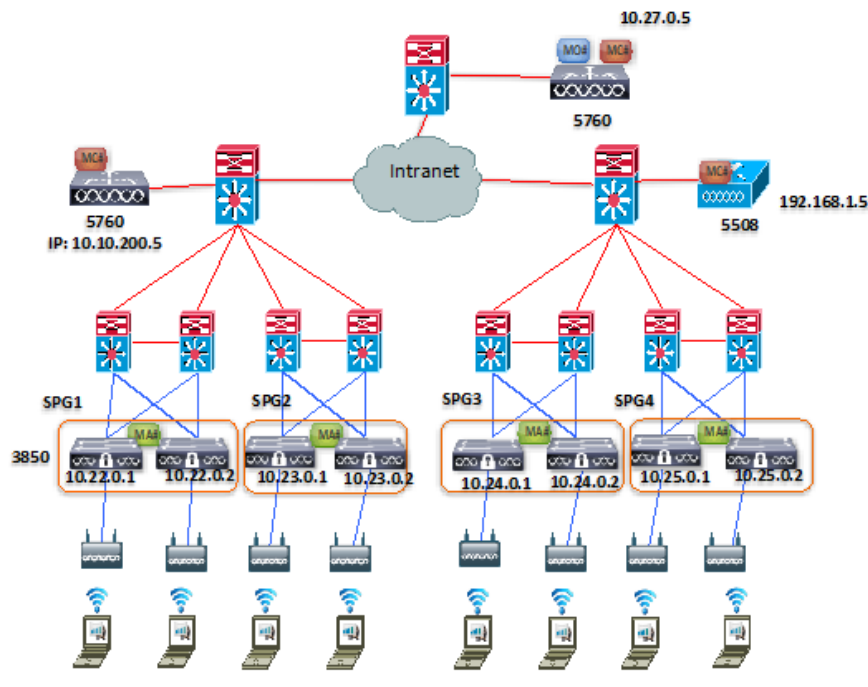 10.27.0.5
MO#
MC#
5760
Intranet
MC#
5760
IP: 10.10.200.5
MC#
5508
192.168.1.5
SPG1
SPG2
SPG3
SPG4
3850
MA#
MA#
MA#
MA#
10.22.0.1
10.22.0.2
10.23.0.1
10.23.0.2
10.24.0.1
10.24.0.2
10.25.0.1
10.25.0.2